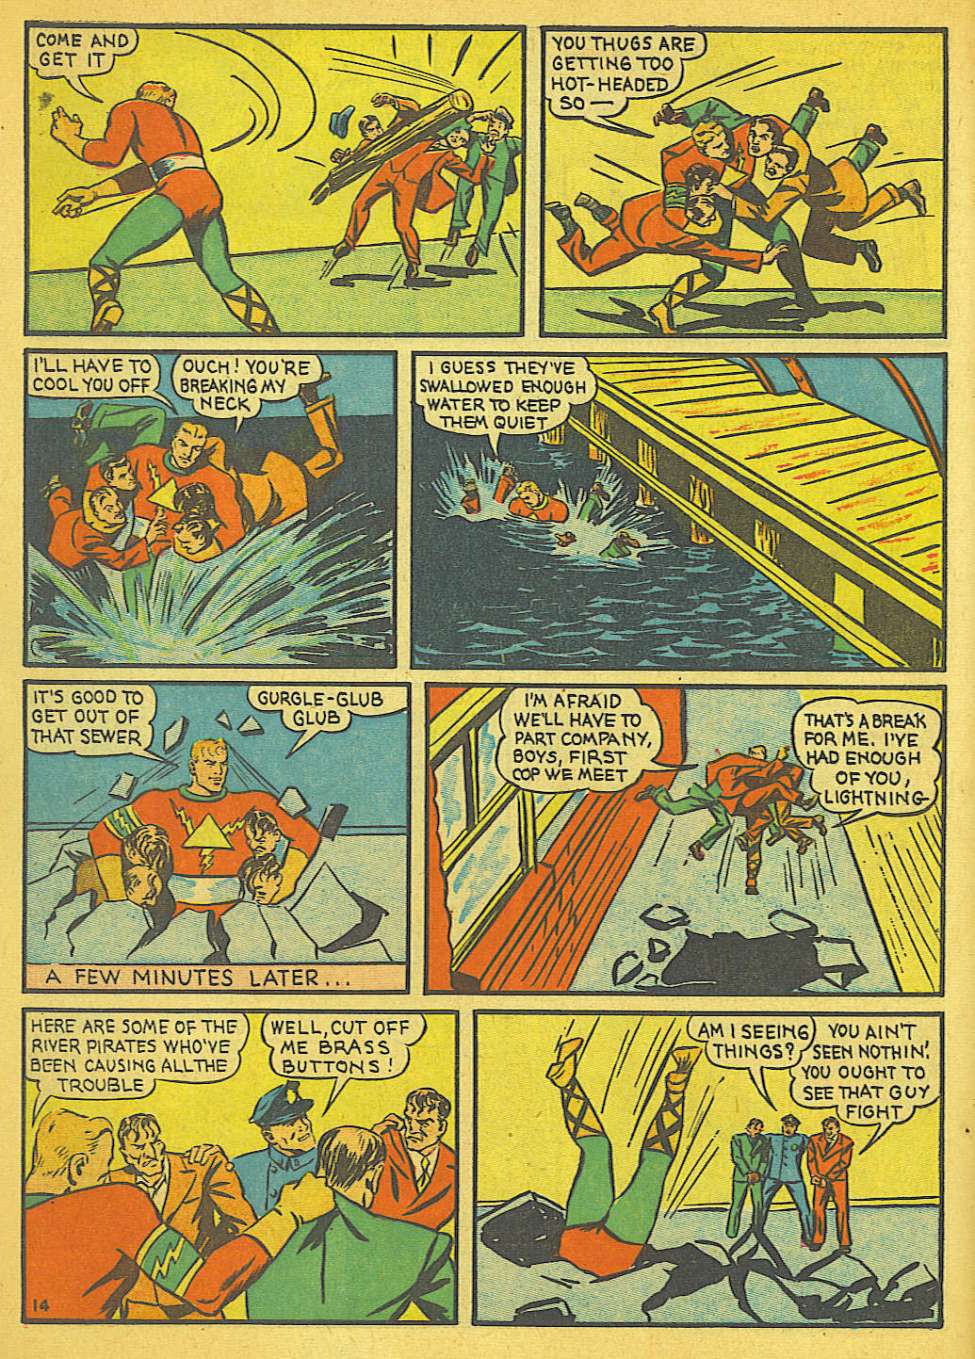 COME AND
GET IT
YOU THUGS ARE
GETTING TOO
HOT-HEADED
SO —
I'LL HAVE TO
COOL YOU OFF
OUCH! YOU'RE
BREAKING MY
NECK
I GUESS THEY'VE
SWALLOWED ENOUGH
WATER TO KEEP
THEM QUIET
IT'S GOOD TO
GET OUT OF
THAT SEWER
GURGLE-GLUB
GLUB
A FEW MINUTES LATER...
I'M AFRAID
WE'LL HAVE TO
PART COMPANY,
BOYS, FIRST
COP WE MEET
THAT'S A BREAK
FOR ME. I'VE
HAD ENOUGH
OF YOU,
LIGHTNING
HERE ARE SOME OF THE
RIVER PIRATES WHO'VE
BEEN CAUSING ALL THE
TROUBLE
WELL, CUT OFF
ME BRASS
BUTTONS!
14
AM I SEEING
THINGS?
YOU AIN'T
SEEN NOTHIN'.
YOU OUGHT TO
SEE THAT GUY
FIGHT